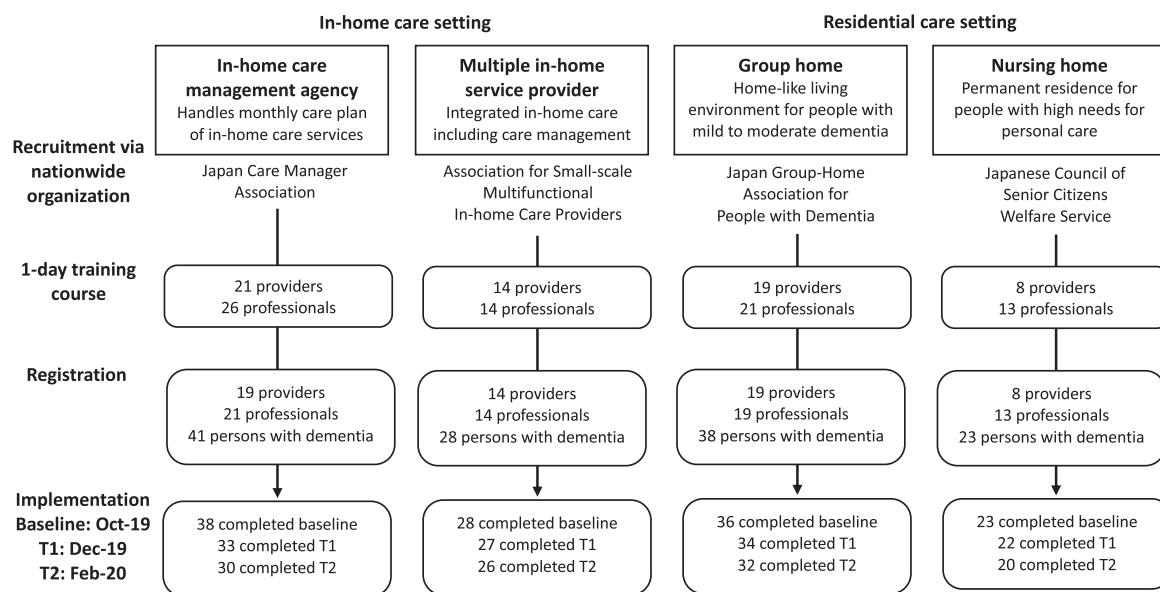 In-home care setting
Residential care setting
In-home care
management agency
Handles monthly care plan
of in-home care services
Multiple in-home
service provider
Integrated in-home care
including care management
Group home
Home-like living
environment for people with
mild to moderate dementia
Nursing home
Permanent residence for
people with high needs for
personal care
Recruitment via
nationwide
organization
Japan Care Manager
Association
Association for Small-scale
Multifunctional
In-home Care Providers
Japan Group-Home
Association for
People with Dementia
Japanese Council of
Senior Citizens
Welfare Service
1-day training
course
21 providers
26 professionals
14 providers
14 professionals
19 providers
21 professionals
8 providers
13 professionals
Registration
19 providers
21 professionals
41 persons with dementia
14 providers
14 professionals
28 persons with dementia
19 providers
19 professionals
38 persons with dementia
8 providers
13 professionals
23 persons with dementia
Implementation
Baseline: Oct-19
T1: Dec-19
T2: Feb-20
38 completed baseline
33 completed T1
30 completed T2
28 completed baseline
27 completed T1
26 completed T2
36 completed baseline
34 completed T1
32 completed T2
23 completed baseline
22 completed T1
20 completed T2